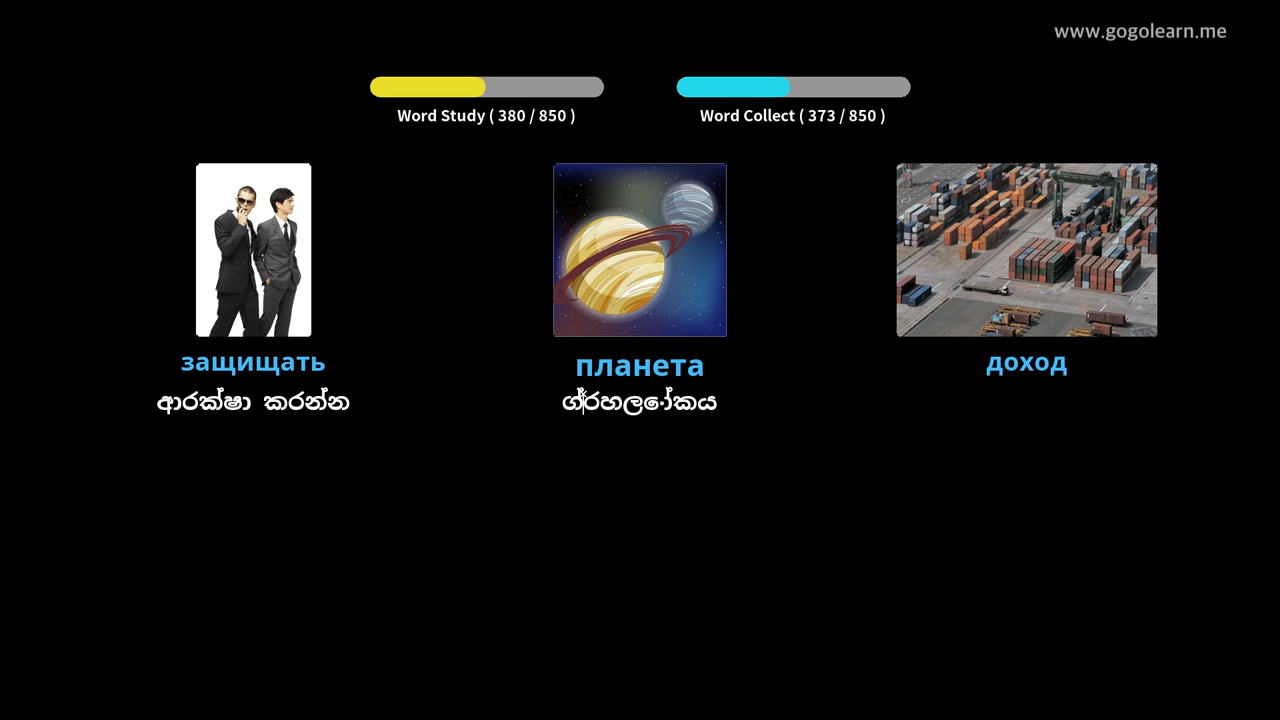 www.gogolearn.me
Word Study ( 380 / 850 )
Word Collect ( 373 / 850 )
защищать
планета
доход
ආරක්ෂා කරන්න
ග්‍රහලෝකය